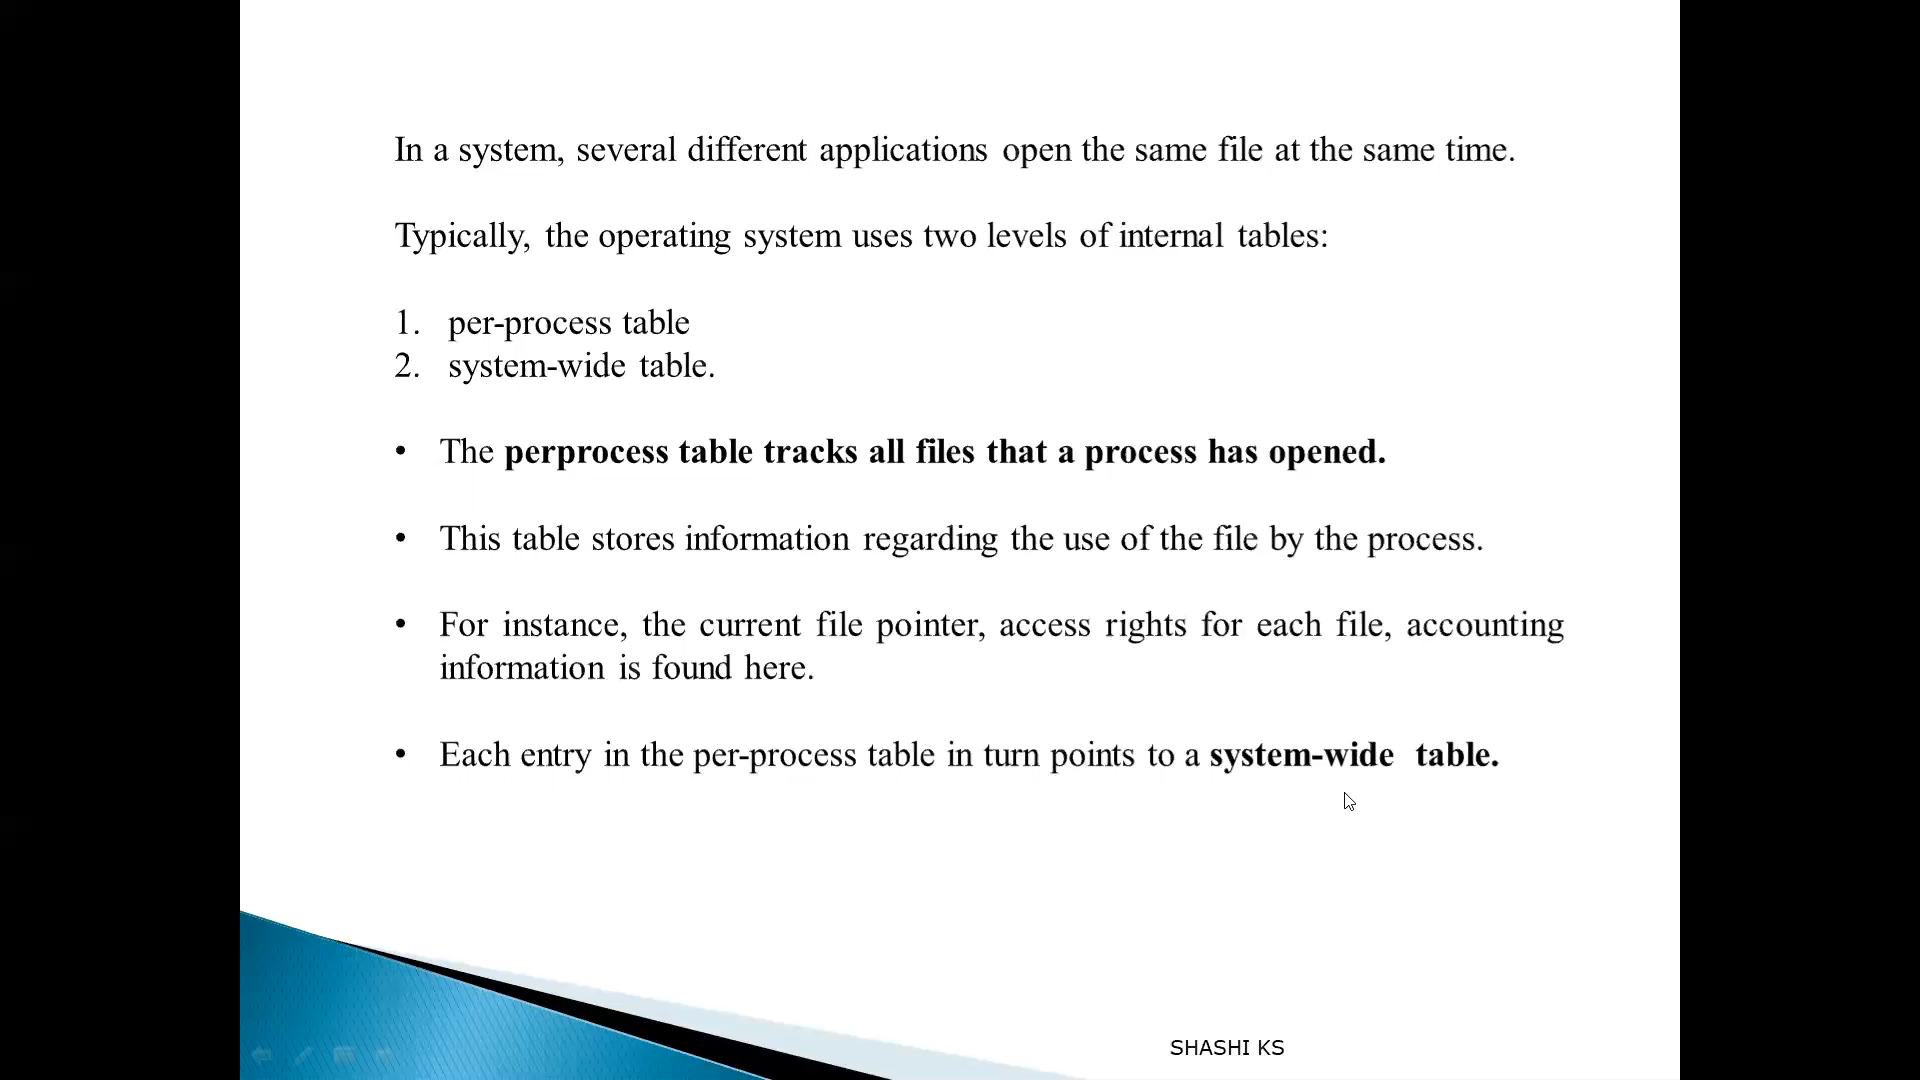 In a system, several different applications open the same file at the same time.
Typically, the operating system uses two levels of internal tables:
1. per-process table
2. system-wide table.
• The perprocess table tracks all files that a process has opened.
• This table stores information regarding the use of the file by the process.
• For instance, the current file pointer, access rights for each file, accounting
information is found here.
• Each entry in the per-process table in turn points to a system-wide table.
SHASHI KS